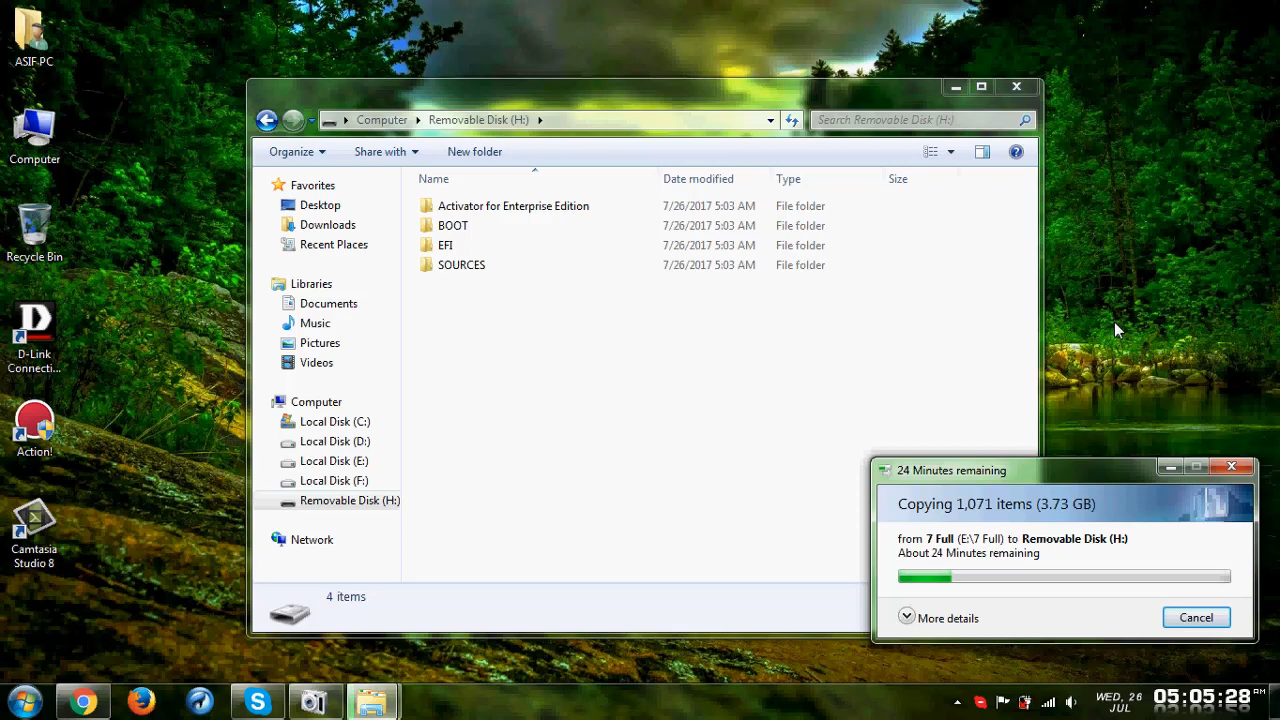 ASIF-PC
Computer
Recycle Bin
D-Link
Connecti...
Action!
Camtasia
Studio 8
Computer
Removable Disk (H:)
Search Removable Disk (H:)
Organize
Share with
New folder
Name
Date modified
Type
Size
Favorites
Desktop
Downloads
Recent Places
Libraries
Documents
Music
Pictures
Videos
Computer
Local Disk (C:)
Local Disk (D:)
Local Disk (E:)
Local Disk (F:)
Removable Disk (H:)
Network
Activator for Enterprise Edition 7/26/2017 5:03 AM File folder
BOOT 7/26/2017 5:03 AM File folder
EFI 7/26/2017 5:03 AM File folder
SOURCES 7/26/2017 5:03 AM File folder
4 items
24 Minutes remaining
Copying 1,071 items (3.73 GB)
from 7 Full (E:\7 Full) to Removable Disk (H:)
About 24 Minutes remaining
More details
Cancel
WED, 26
JUL
05:05:28 AM